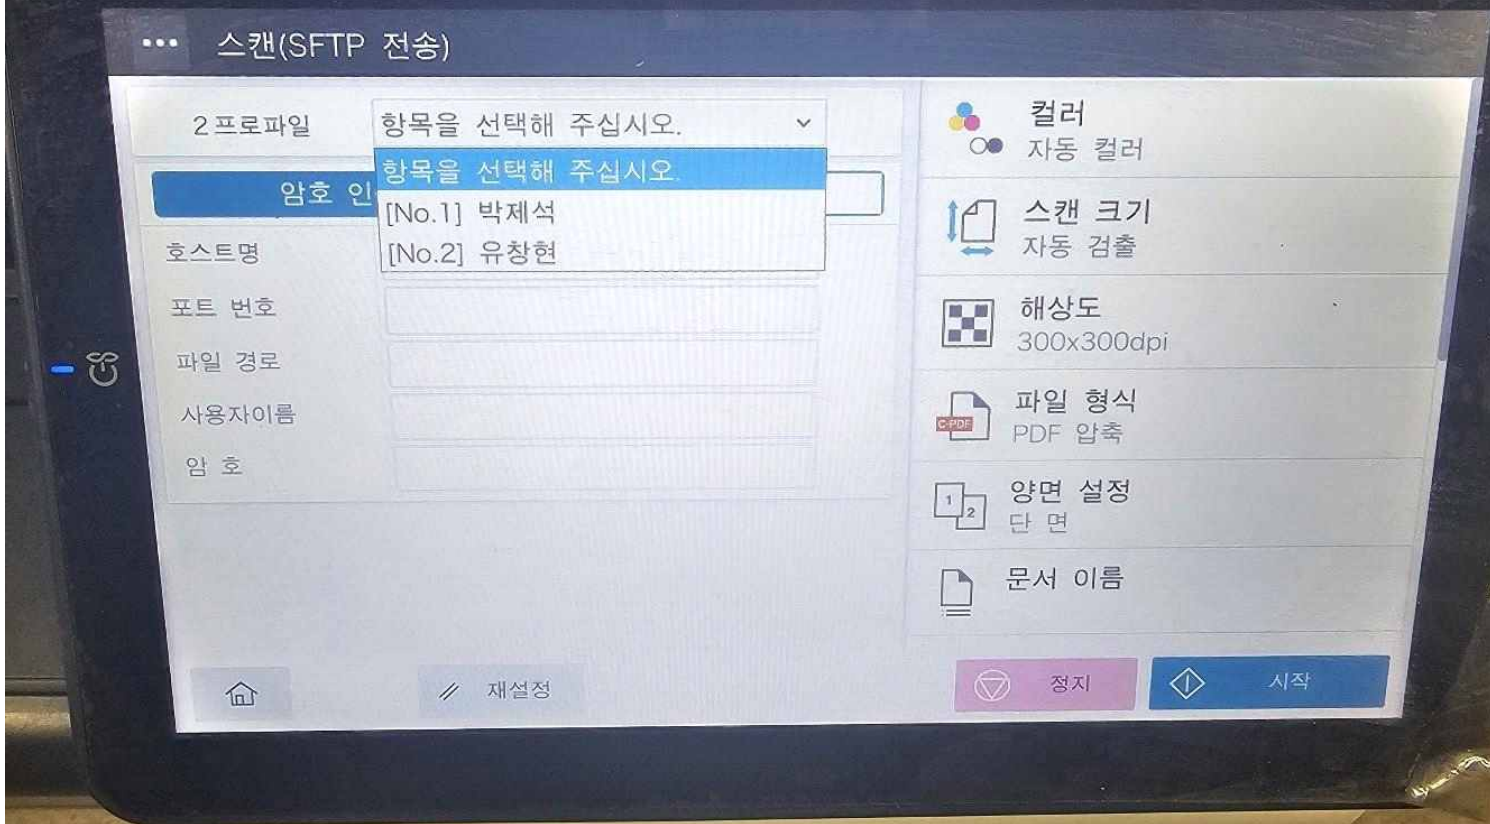 스캔(SFTP 전송)
2프로파일
항목을 선택해 주십시오.
항목을 선택해 주십시오.
[No.1] 박제석
[No.2] 유창현
암호 인
호스트명
포트 번호
파일 경로
사용자이름
암 호
재설정
컬러
자동 컬러
스캔 크기
자동 검출
해상도
300x300dpi
C-PDF
파일 형식
PDF 압축
1 2
양면 설정
단 면
문서 이름
정지
시작